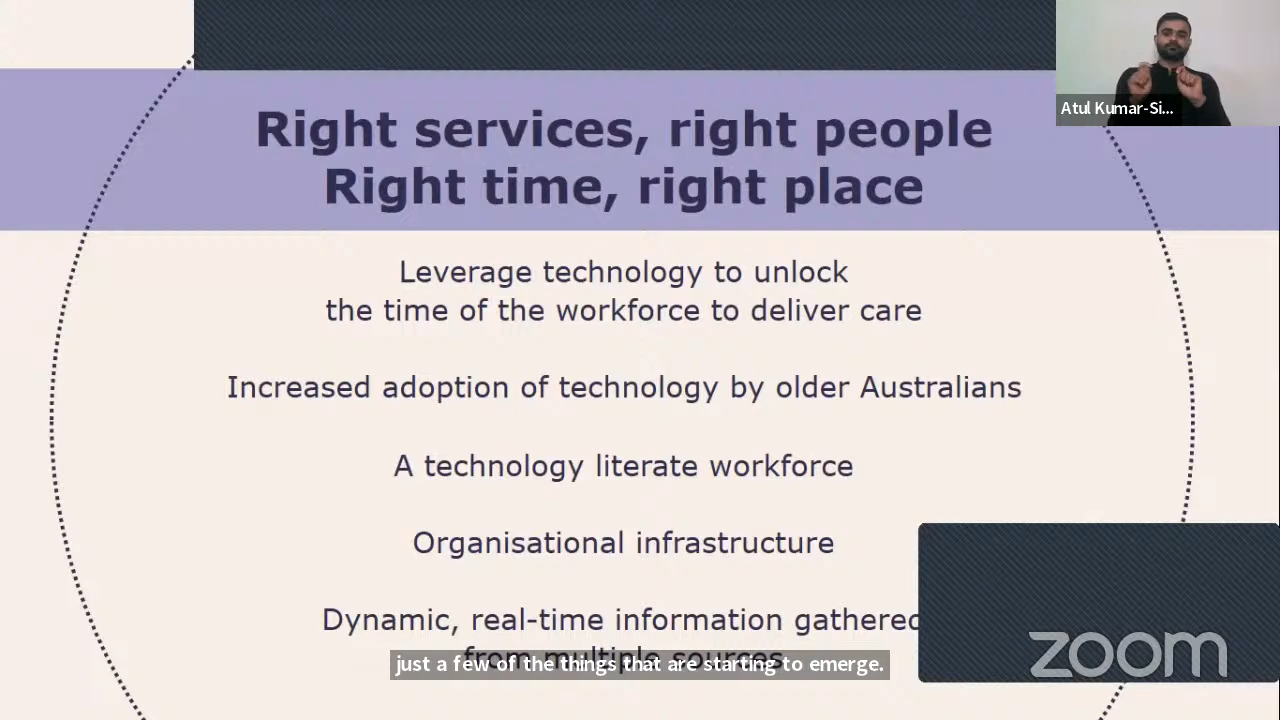 Atul Kumar-Si...
Right services, right people
Right time, right place
Leverage technology to unlock
the time of the workforce to deliver care
Increased adoption of technology by older Australians
A technology literate workforce
Organisational infrastructure
Dynamic, real-time information gathered
from multiple sources
just a few of the things that are starting to emerge.
zoom